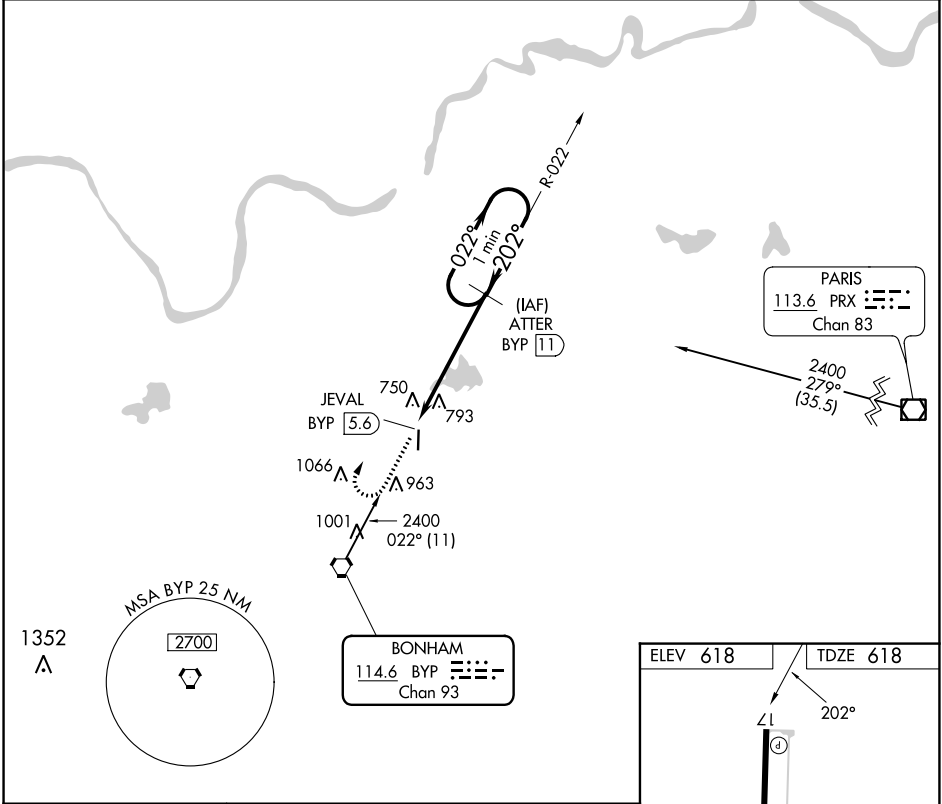 R-022
022°
1 min
202°
(IAF)
ATTER
BYP 11
PARIS
113.6 PRX
Chan 83
2400
279°
(35.5)
750
793
JEVAL
BYP 5.6
1066
963
1001
2400
022° (11)
MSA BYP 25 NM
2700
1352
BONHAM
114.6 BYP
Chan 93
ELEV 618
TDZE 618
202°
17
P